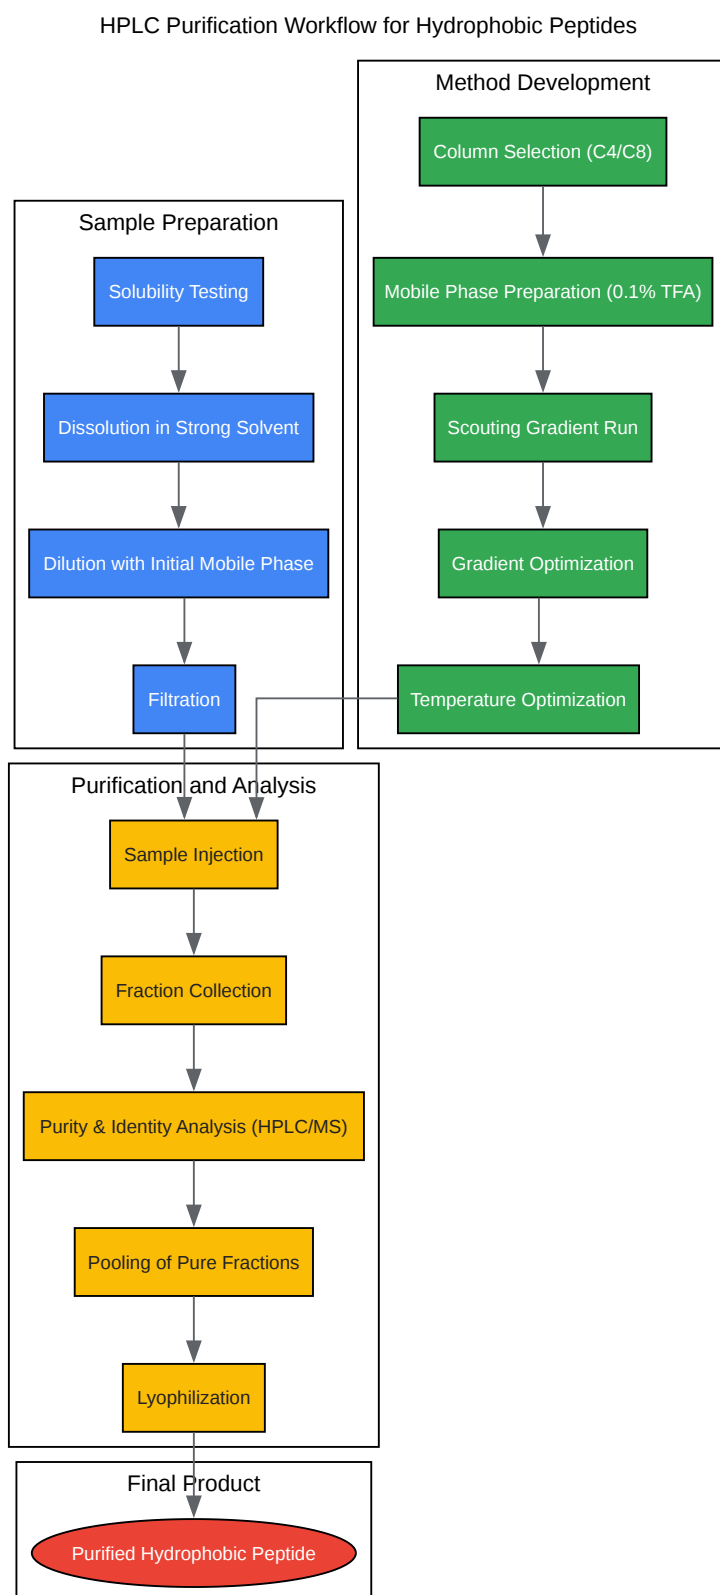 HPLC Purification Workflow for Hydrophobic Peptides
Method Development
Column Selection (C4/C8)
Mobile Phase Preparation (0.1% TFA)
Scouting Gradient Run
Gradient Optimization
Temperature Optimization
Sample Preparation
Solubility Testing
Dissolution in Strong Solvent
Dilution with Initial Mobile Phase
Filtration
Purification and Analysis
Sample Injection
Fraction Collection
Purity & Identity Analysis (HPLC/MS)
Pooling of Pure Fractions
Lyophilization
Final Product
Purified Hydrophobic Peptide